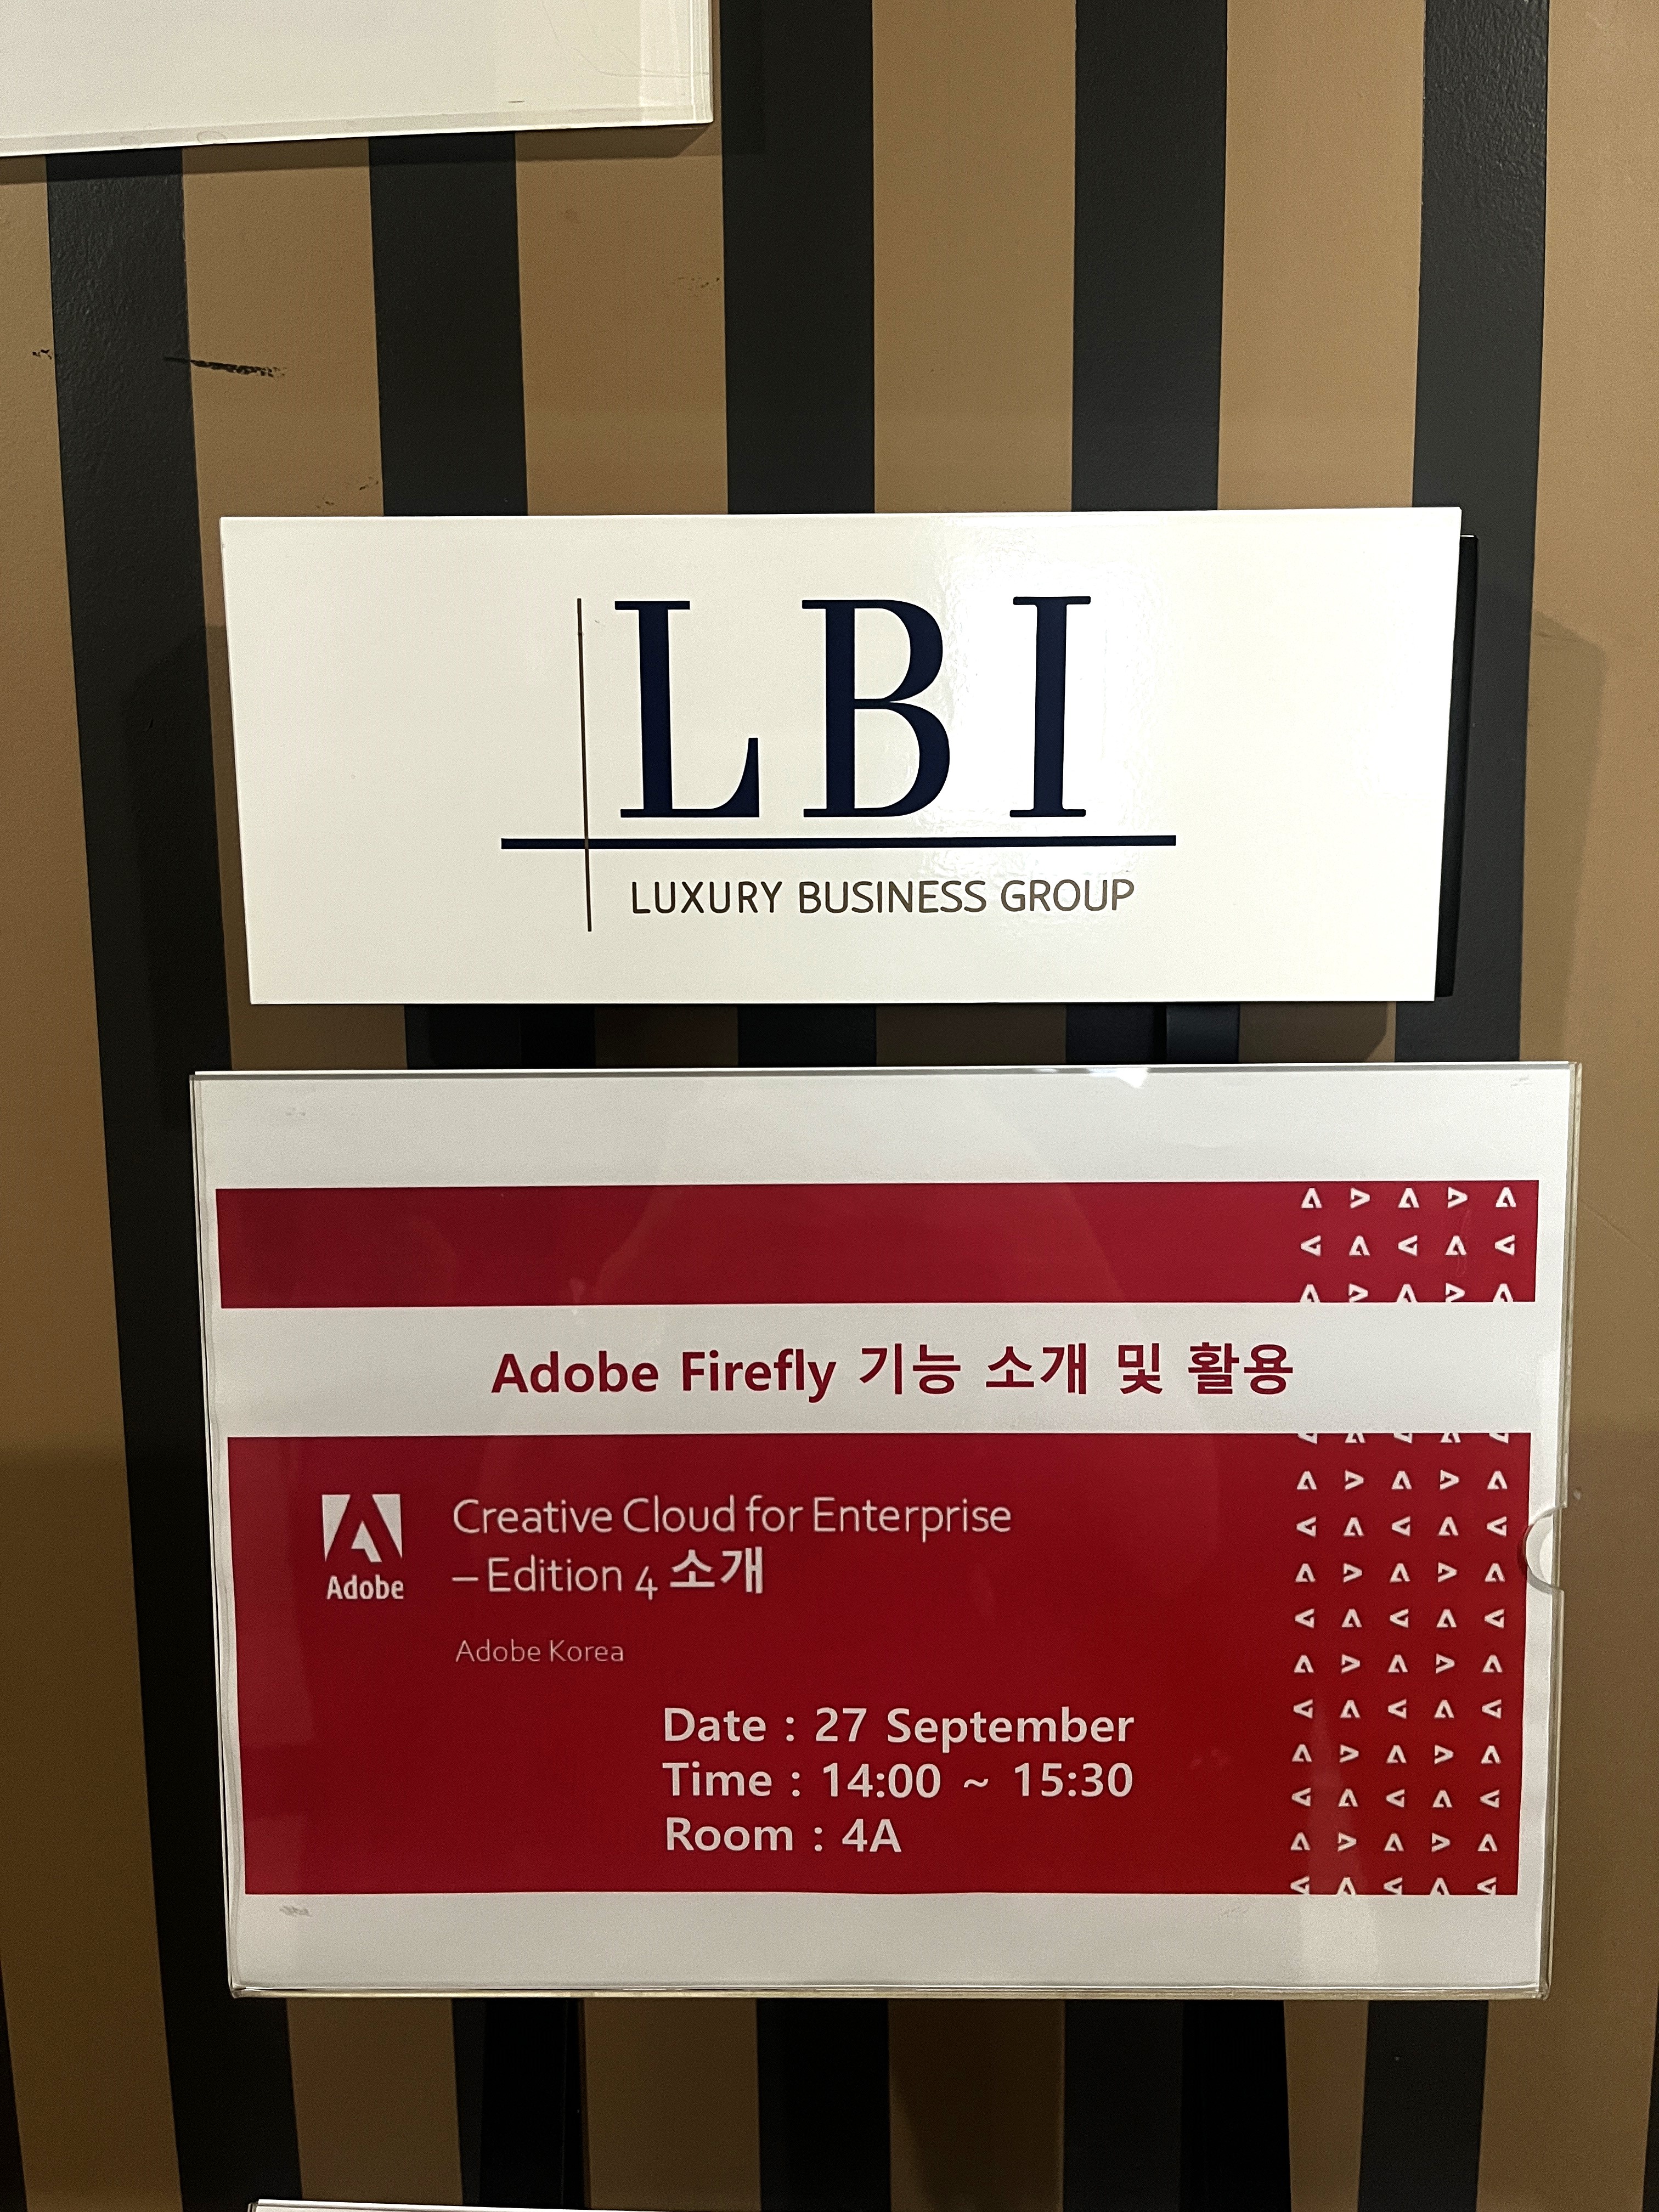 LBI
LUXURY BUSINESS GROUP
Adobe Firefly 기능 소개 및 활용
Adobe
Creative Cloud for Enterprise
– Edition 4 소개
Adobe Korea
Date : 27 September
Time : 14:00 ~ 15:30
Room : 4A